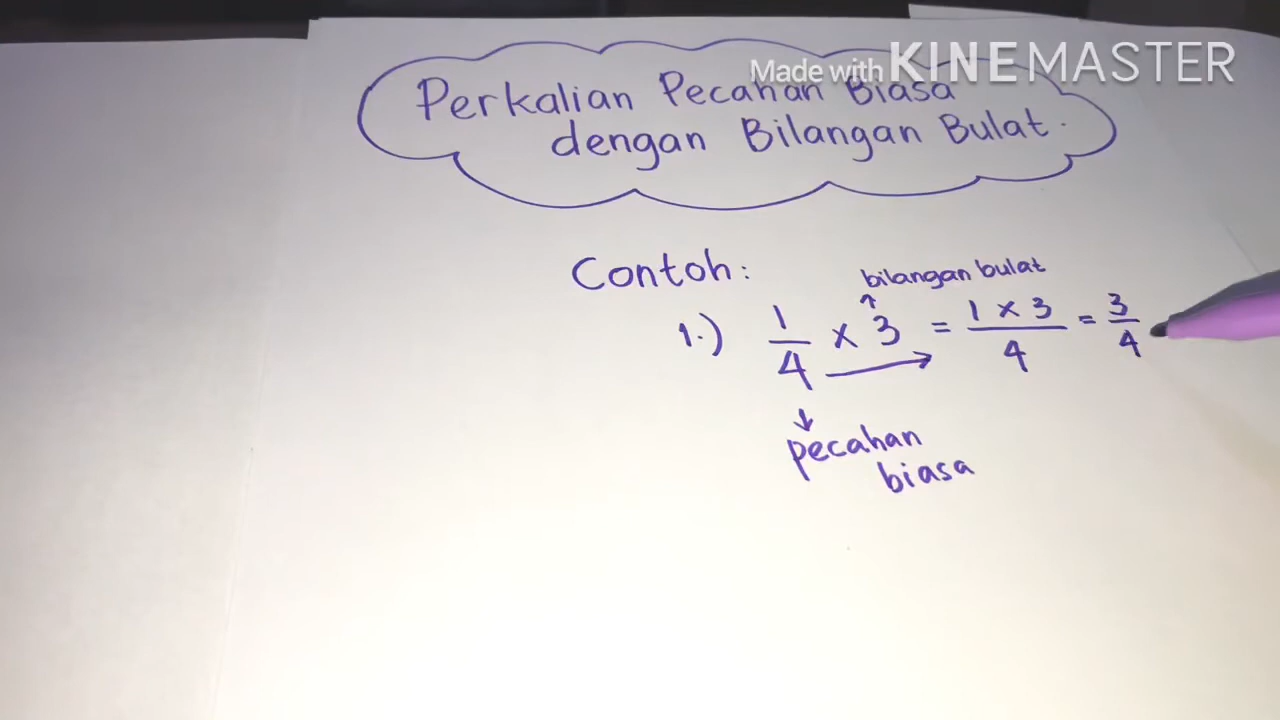 Made with KINEMASTER
Perkalian Pecahan Biasa
dengan Bilangan Bulat.
Contoh:
bilangan bulat
↑
1.) 1/4 × 3 = 1 × 3/4 = 3/4
→
↓
pecahan
biasa